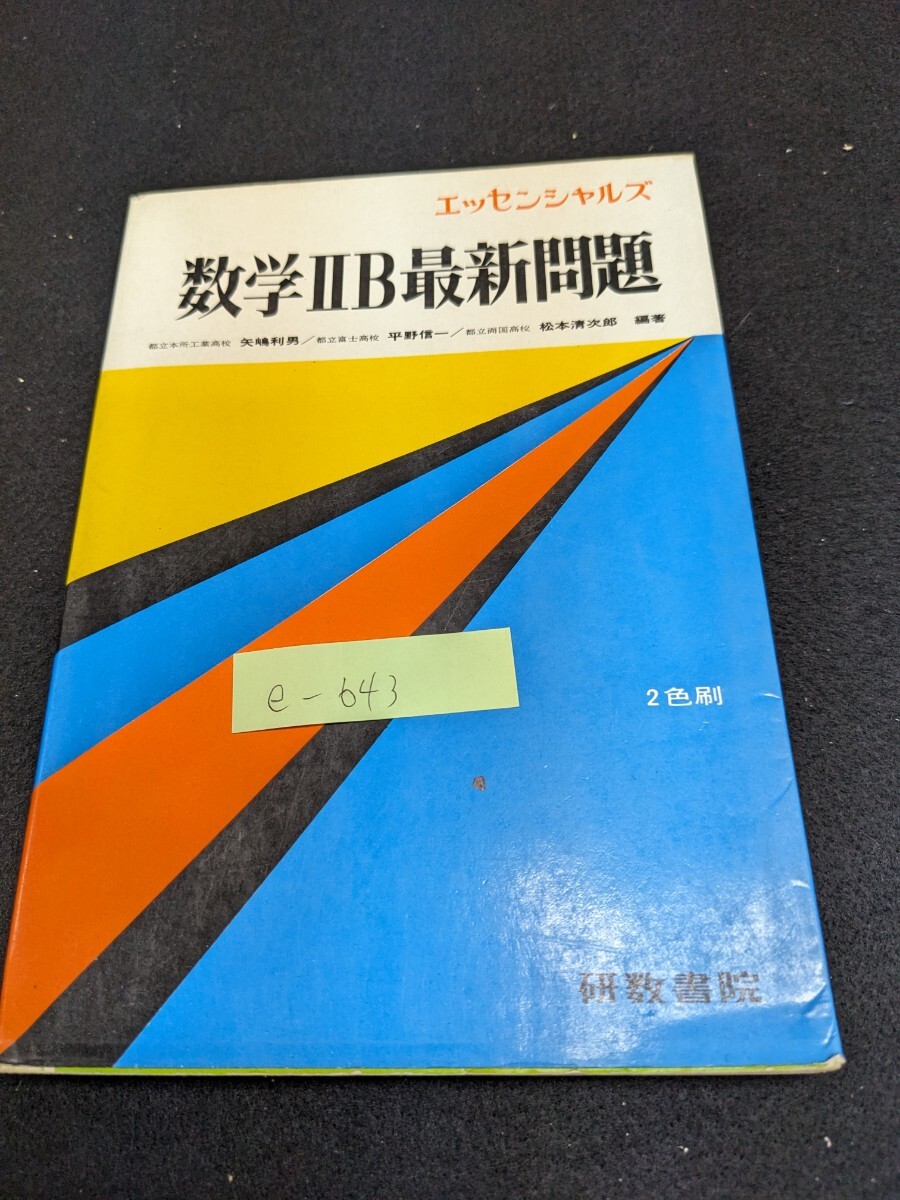 エッセンシャルズ
数学ⅡB最新問題
都立本所工業高校 矢嶋利男/都立富士高校 平野信一/都立両国高校 松本清次郎 編著
e-643
2色刷
研数書院